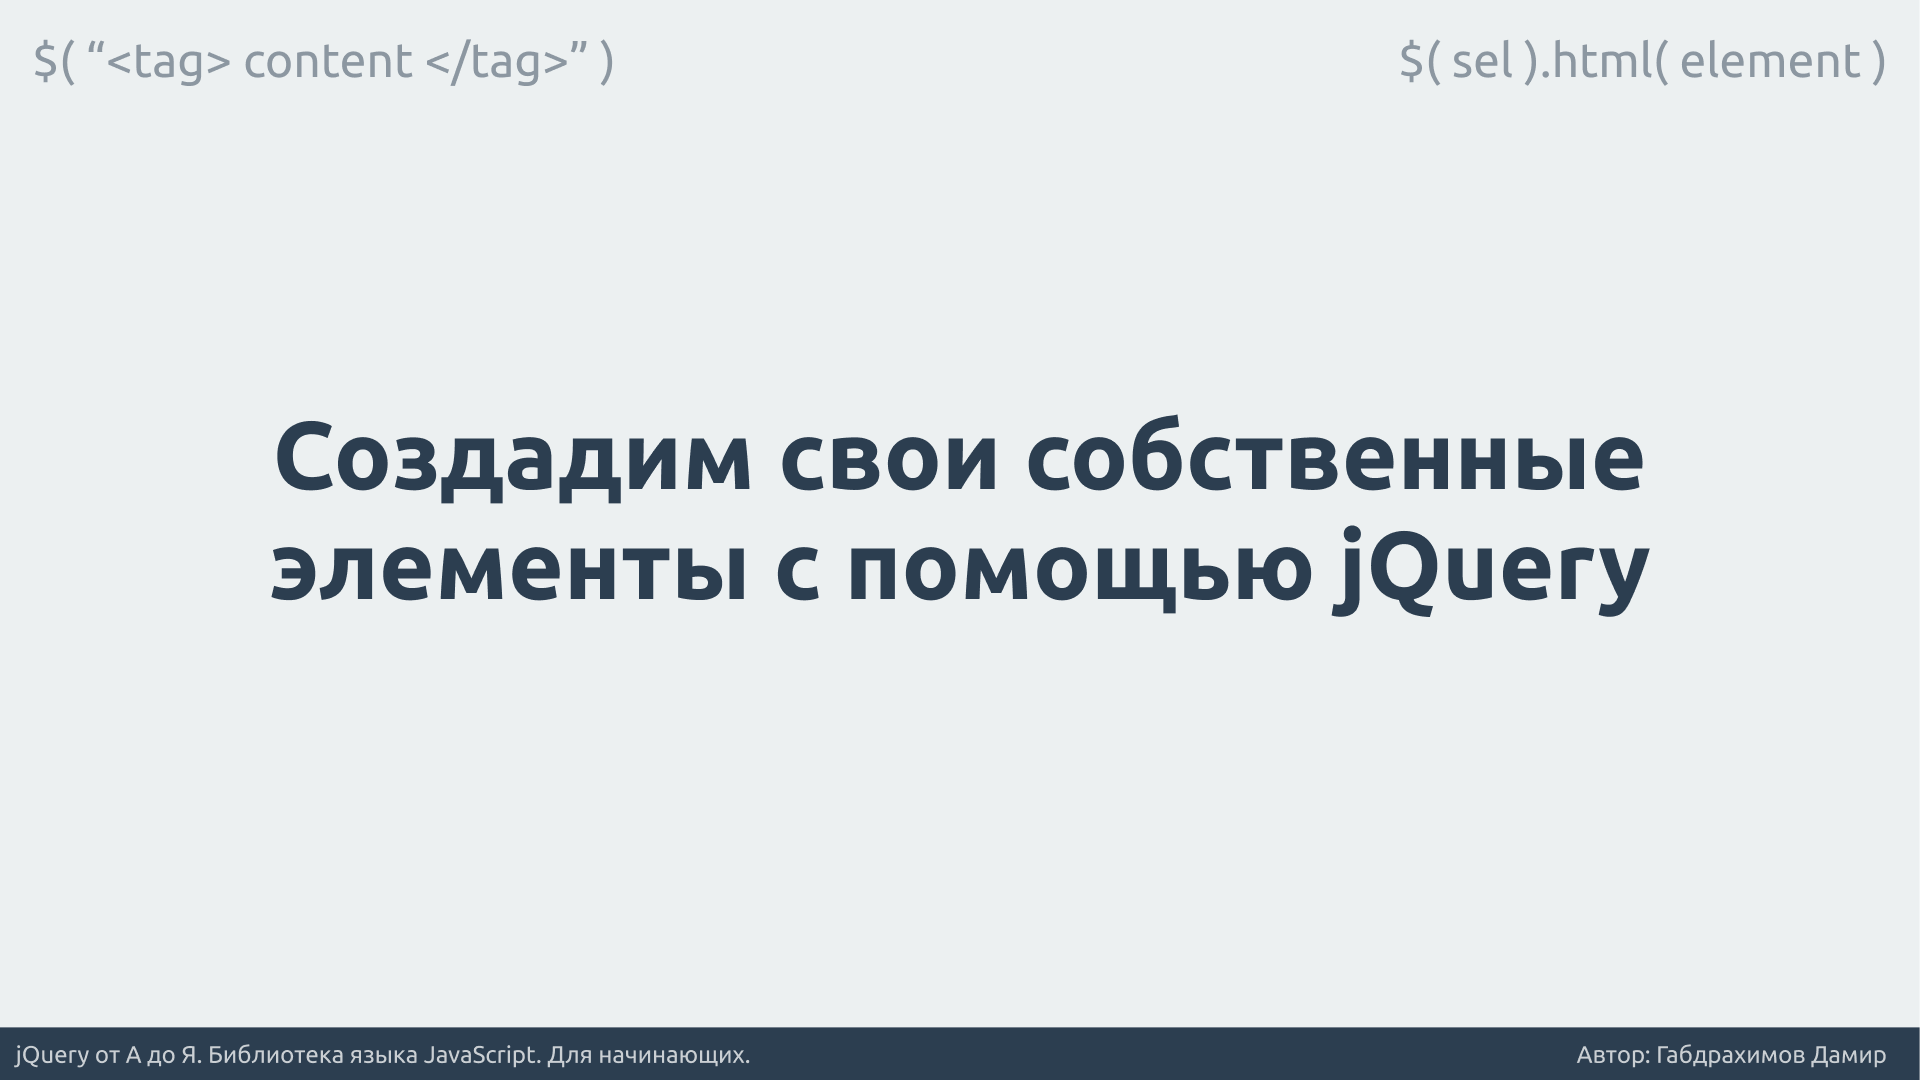 $( “<tag> content </tag>” )
$( sel ).html( element )
Создадим свои собственные
элементы с помощью jQuery
jQuery от А до Я. Библиотека языка JavaScript. Для начинающих.
Автор: Габдрахимов Дамир